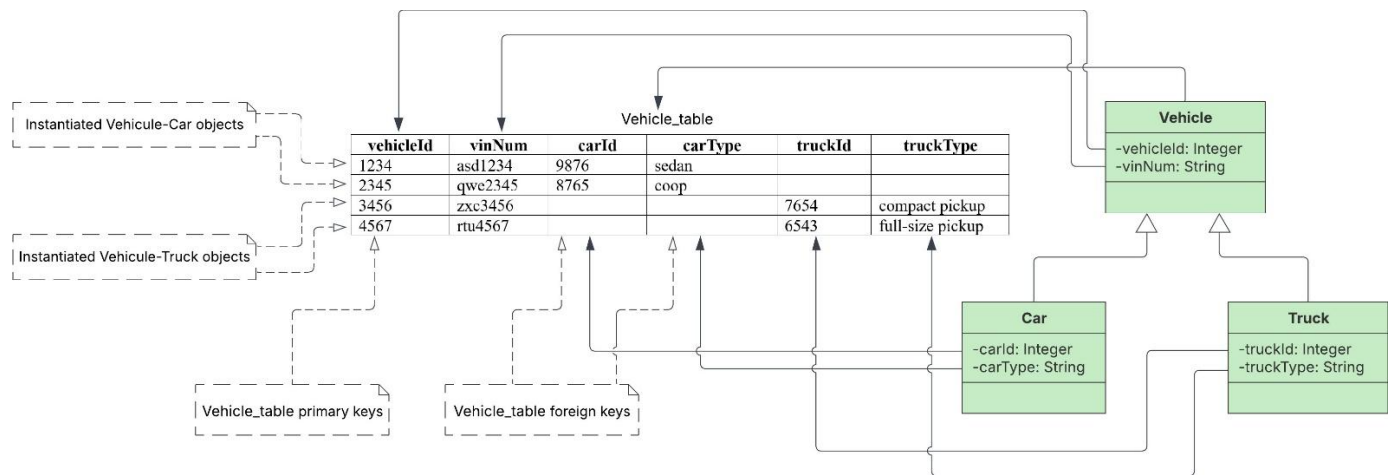 Vehicle_table
Instantiated Vehicule-Car objects
vehicleId vinNum carId carType truckId truckType
1234 asd1234 9876 sedan
2345 qwe2345 8765 coop
3456 zxc3456 7654 compact pickup
4567 rtu4567 6543 full-size pickup
Instantiated Vehicule-Truck objects
Vehicle
-vehicleId: Integer
-vinNum: String
Car
-carId: Integer
-carType: String
Truck
-truckId: Integer
-truckType: String
Vehicle_table primary keys
Vehicle_table foreign keys